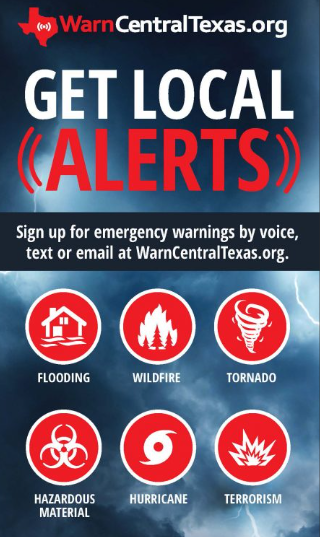 WarnCentralTexas.org
GET LOCAL
ALERTS
Sign up for emergency warnings by voice,
text or email at WarnCentralTexas.org.
FLOODING WILDFIRE TORNADO
HAZARDOUS MATERIAL HURRICANE TERRORISM